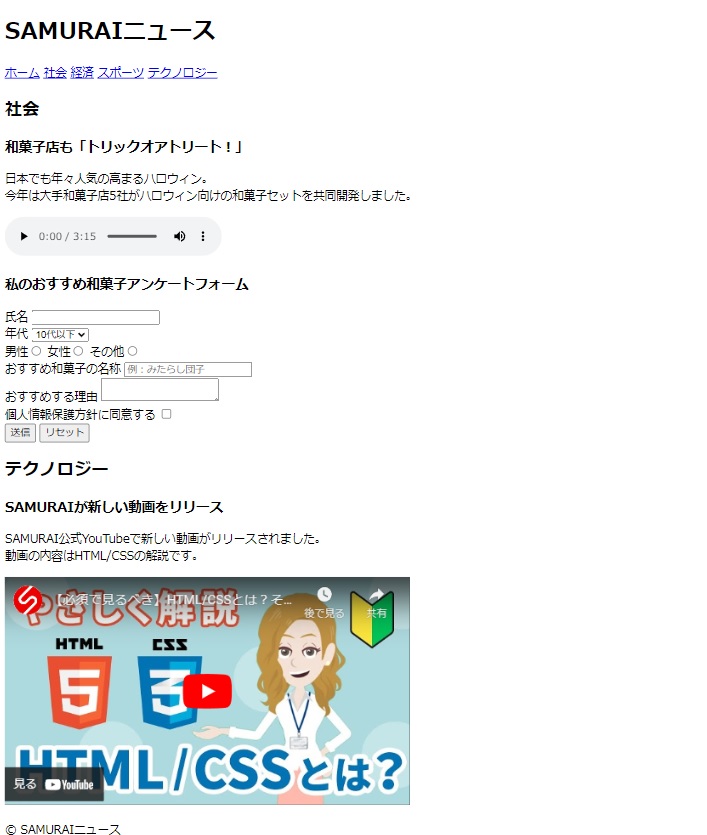 SAMURAIニュース
ホーム 社会 経済 スポーツ テクノロジー
社会
和菓子店も「トリックオアトリート！」
日本でも年々人気の高まるハロウィン。
今年は大手和菓子店5社がハロウィン向けの和菓子セットを共同開発しました。
0:00 / 3:15
私のおすすめ和菓子アンケートフォーム
氏名
年代 10代以下
男性 女性 その他
おすすめ和菓子の名称 例：みたらし団子
おすすめする理由
個人情報保護方針に同意する
送信 リセット
テクノロジー
SAMURAIが新しい動画をリリース
SAMURAI公式YouTubeで新しい動画がリリースされました。
動画の内容はHTML/CSSの解説です。
【必須で見るべき】HTML/CSSとは？そ...
後で見る 共有
やさしく解説
HTML CSS
5 3
HTML/CSSとは？
見る YouTube
© SAMURAIニュース